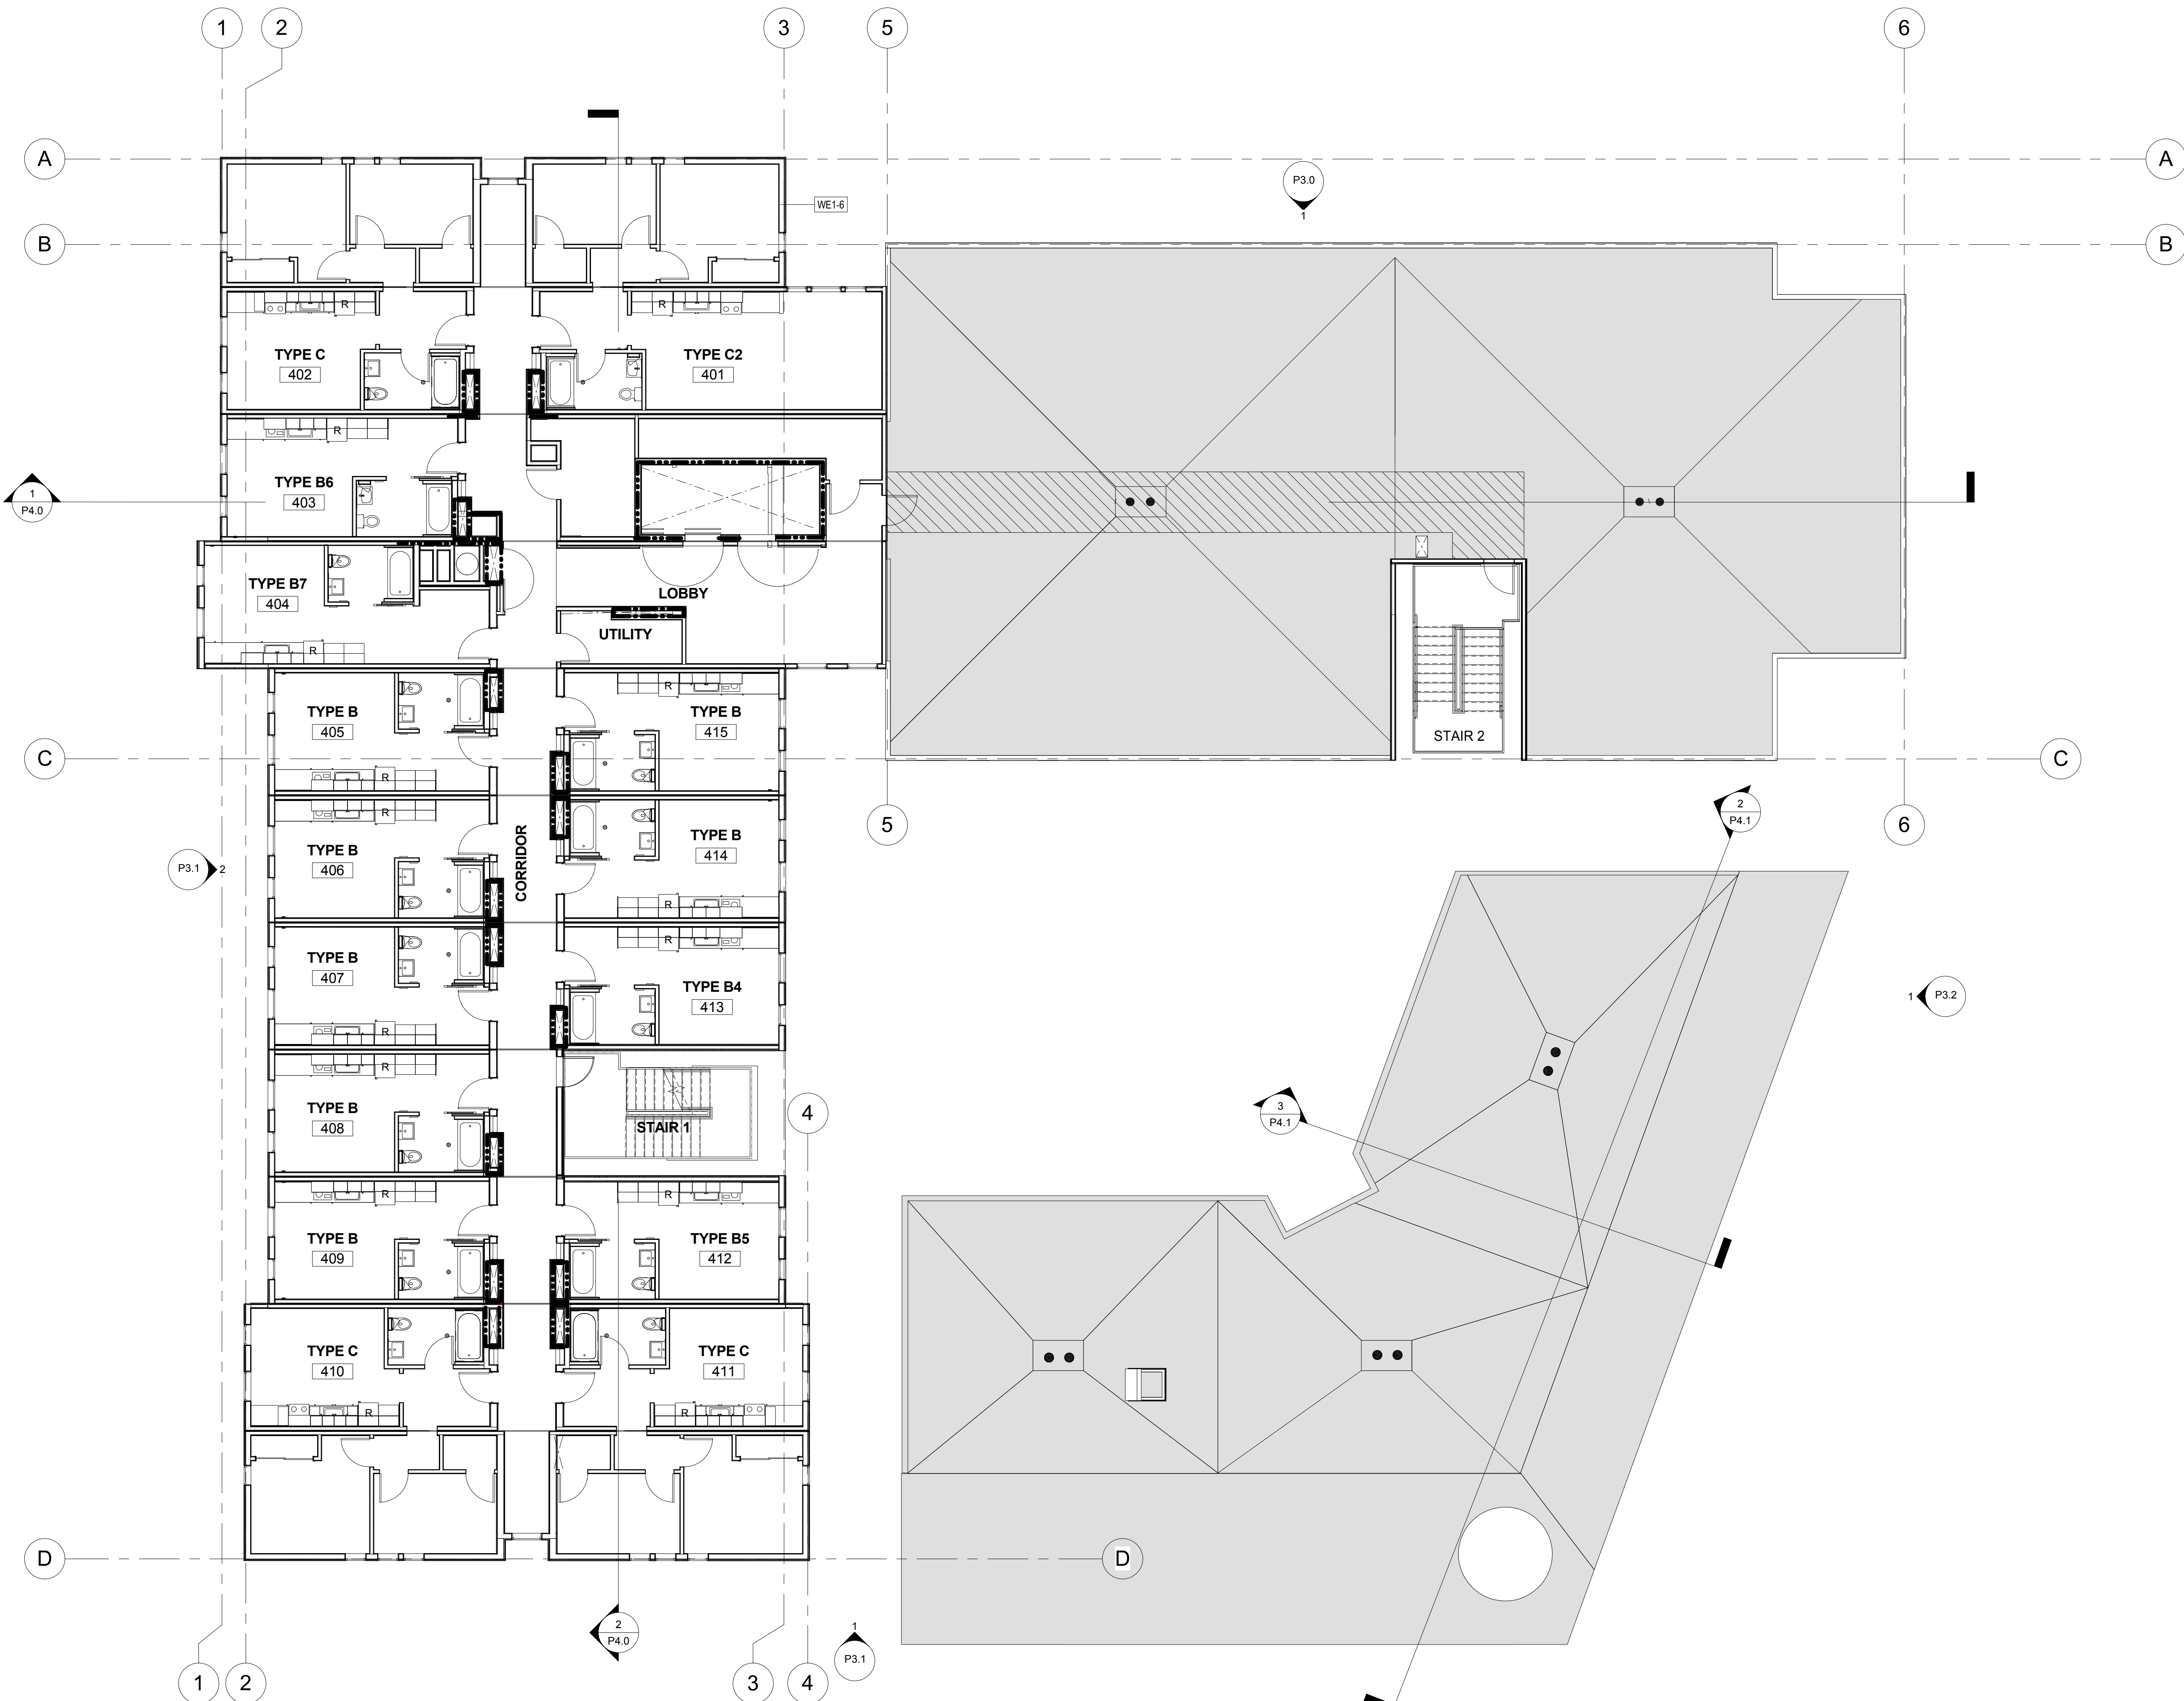 1
2
3
5
6
A
A
P3.0
1
WE1-6
B
B
R
R
TYPE C
402
TYPE C2
401
R
TYPE B6
403
1
P4.0
TYPE B7
404
LOBBY
UTILITY
R
R
TYPE B
405
TYPE B
415
STAIR 2
C
C
R
R
5
6
2
P4.1
CORRIDOR
TYPE B
406
TYPE B
414
P3.1
2
R
R
TYPE B
407
TYPE B4
413
1
P3.2
R
R
TYPE B
408
STAIR 1
4
3
P4.1
R
R
TYPE B
409
TYPE B5
412
TYPE C
410
TYPE C
411
R
R
D
D
2
P4.0
1
P3.1
1
2
3
4